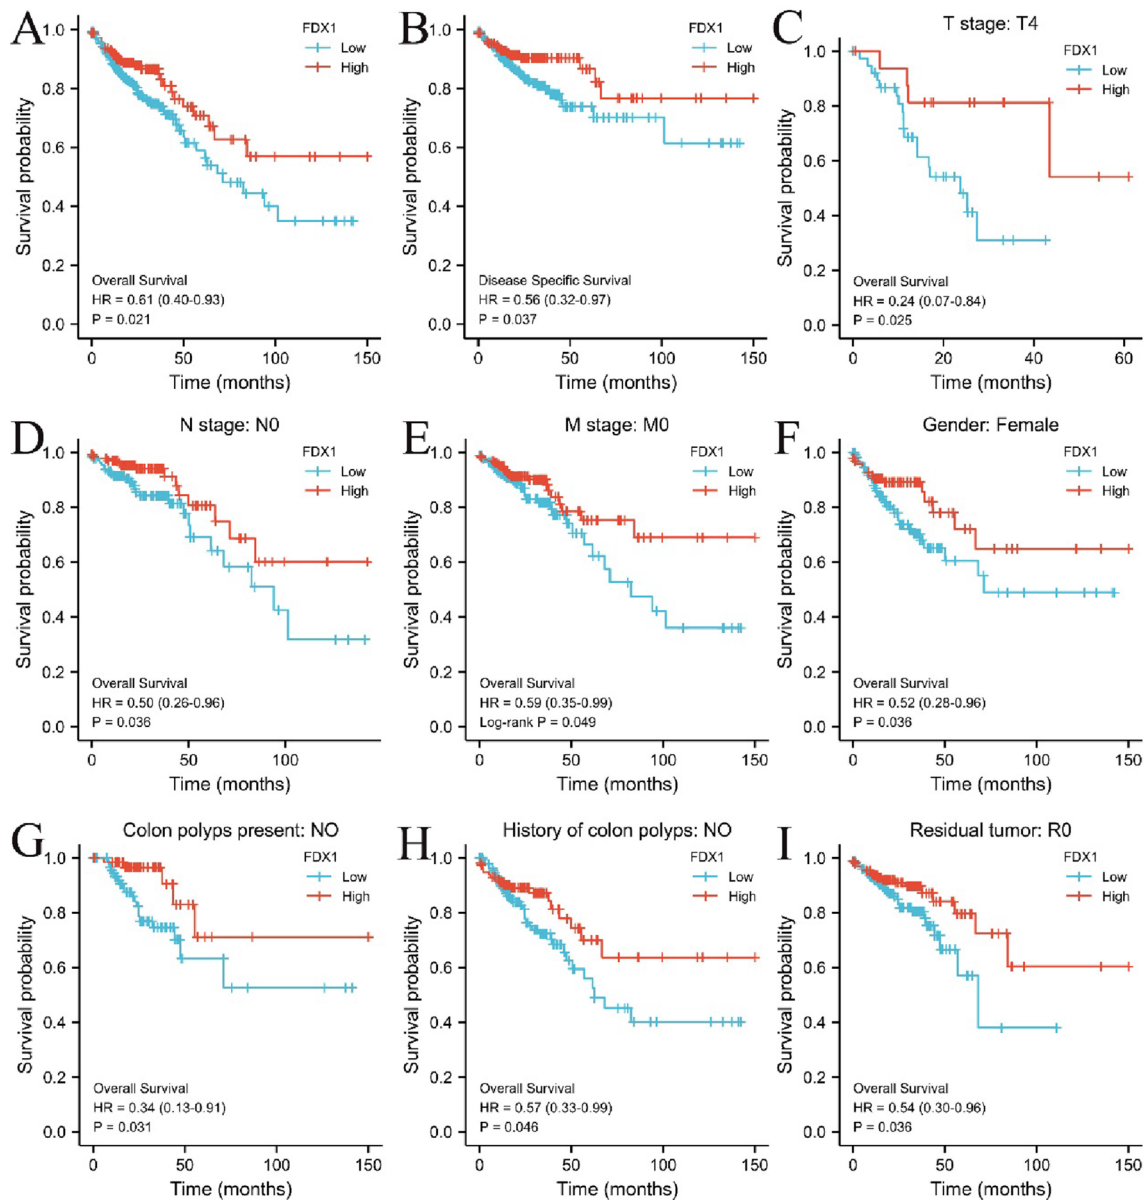 A
FDX1
Low
High
1.0
0.8
0.6
0.4
0.2
0.0
Survival probability
Overall Survival
HR = 0.61 (0.40-0.93)
P = 0.021
0 50 100 150
Time (months)
B
FDX1
Low
High
1.0
0.8
0.6
0.4
0.2
0.0
Survival probability
Disease Specific Survival
HR = 0.56 (0.32-0.97)
P = 0.037
0 50 100 150
Time (months)
C
T stage: T4
FDX1
Low
High
1.0
0.8
0.6
0.4
0.2
0.0
Survival probability
Overall Survival
HR = 0.24 (0.07-0.84)
P = 0.025
0 20 40 60
Time (months)
D
N stage: N0
FDX1
Low
High
1.0
0.8
0.6
0.4
0.2
0.0
Survival probability
Overall Survival
HR = 0.50 (0.26-0.96)
P = 0.036
0 50 100
Time (months)
E
M stage: M0
FDX1
Low
High
1.0
0.8
0.6
0.4
0.2
0.0
Survival probability
Overall Survival
HR = 0.59 (0.35-0.99)
Log-rank P = 0.049
0 50 100 150
Time (months)
F
Gender: Female
FDX1
Low
High
1.0
0.8
0.6
0.4
0.2
0.0
Survival probability
Overall Survival
HR = 0.52 (0.28-0.96)
P = 0.036
0 50 100 150
Time (months)
G
Colon polyps present: NO
FDX1
Low
High
1.0
0.8
0.6
0.4
0.2
0.0
Survival probability
Overall Survival
HR = 0.34 (0.13-0.91)
P = 0.031
0 50 100 150
Time (months)
H
History of colon polyps: NO
FDX1
Low
High
1.0
0.8
0.6
0.4
0.2
0.0
Survival probability
Overall Survival
HR = 0.57 (0.33-0.99)
P = 0.046
0 50 100 150
Time (months)
I
Residual tumor: R0
FDX1
Low
High
1.0
0.8
0.6
0.4
0.2
0.0
Survival probability
Overall Survival
HR = 0.54 (0.30-0.96)
P = 0.036
0 50 100 150
Time (months)